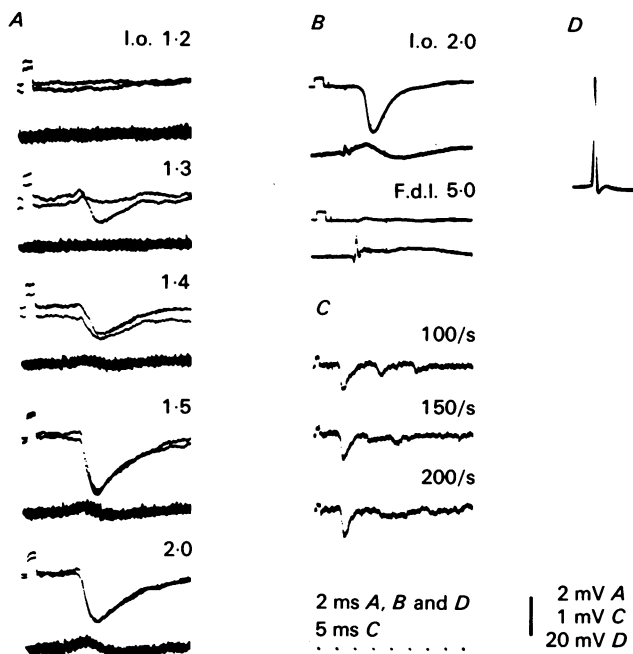 A
I.o. 1·2
1·3
1·4
1·5
2·0
B
I.o. 2·0
F.d.l. 5·0
C
100/s
150/s
200/s
D
2 ms A, B and D
5 ms C
2 mV A
1 mV C
20 mV D